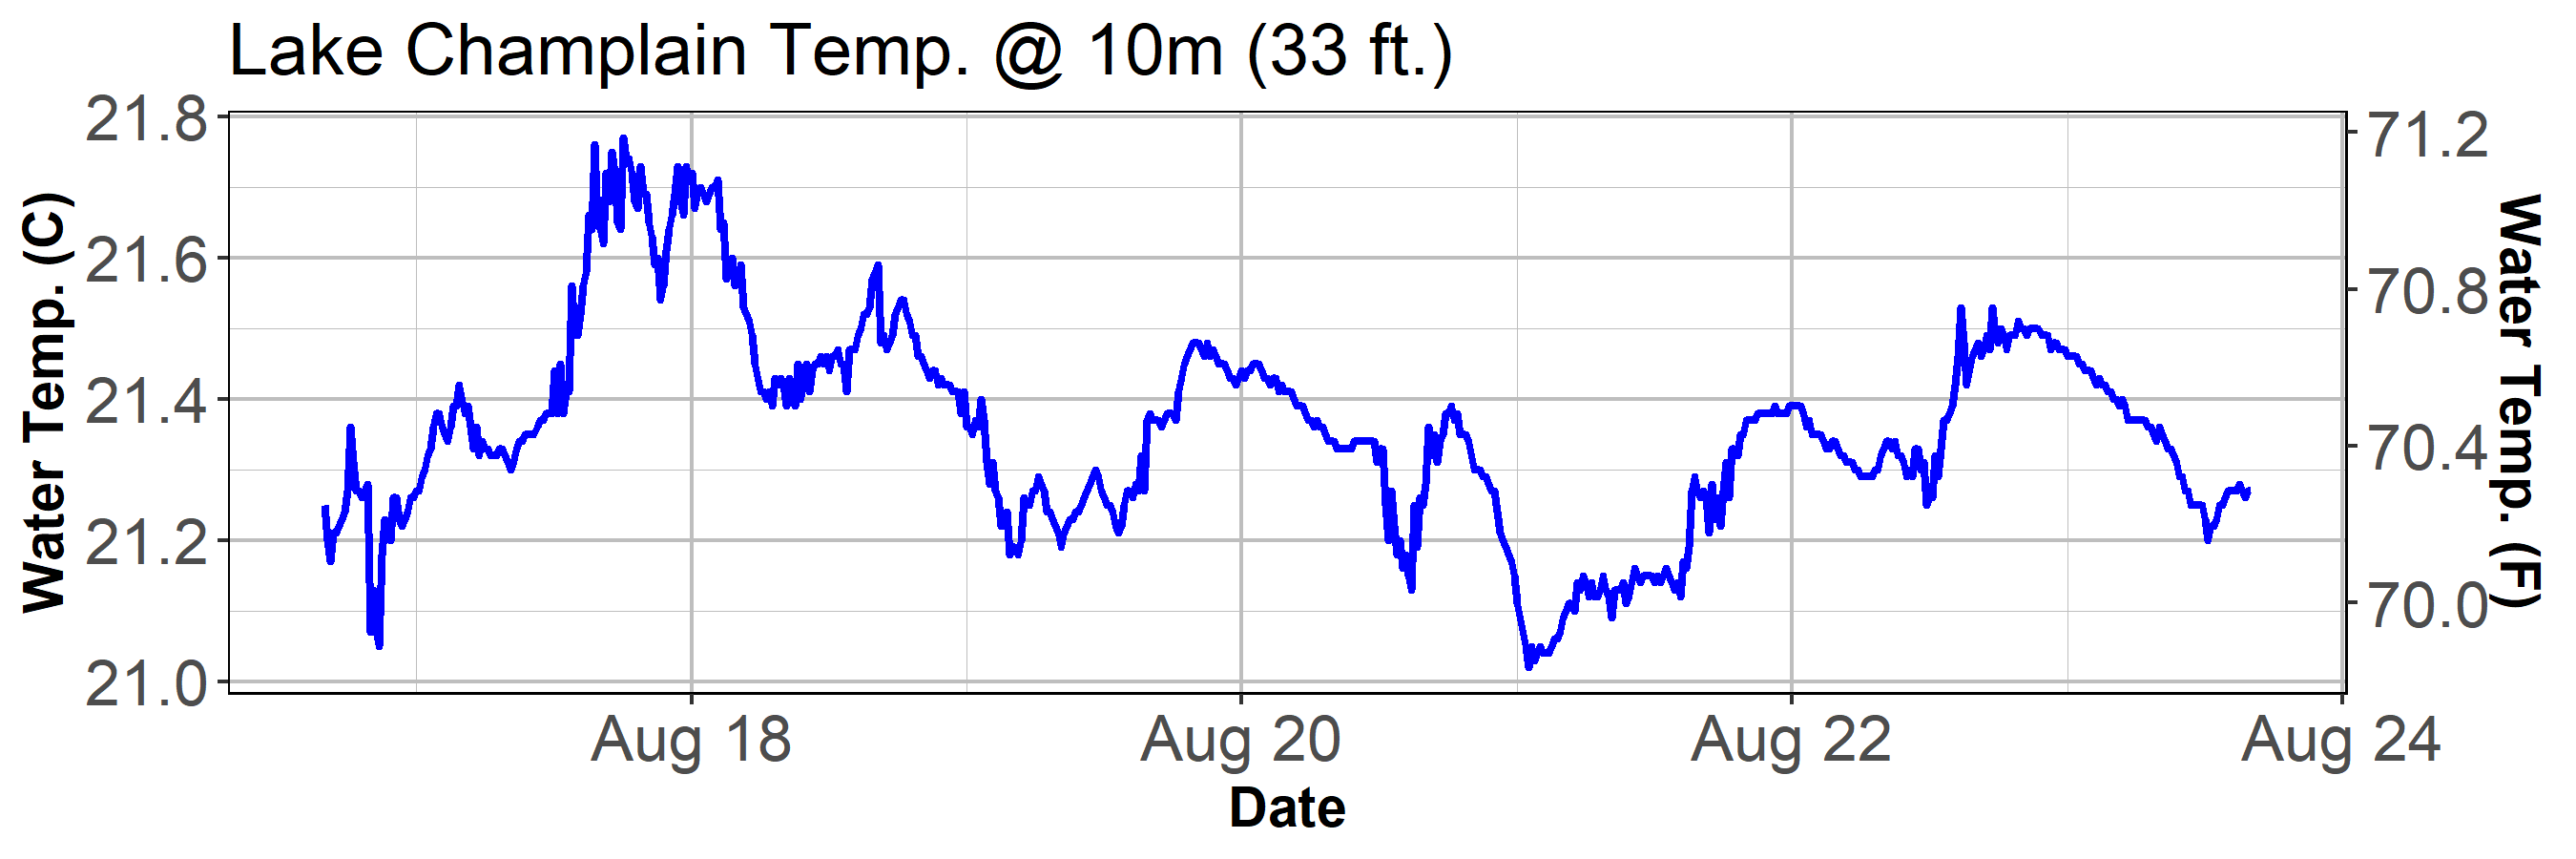 Lake Champlain Temp. @ 10m (33 ft.)
Water Temp. (C)
21.8
21.6
21.4
21.2
21.0
71.2
70.8
70.4
70.0
Water Temp. (F)
Aug 18
Aug 20
Aug 22
Aug 24
Date